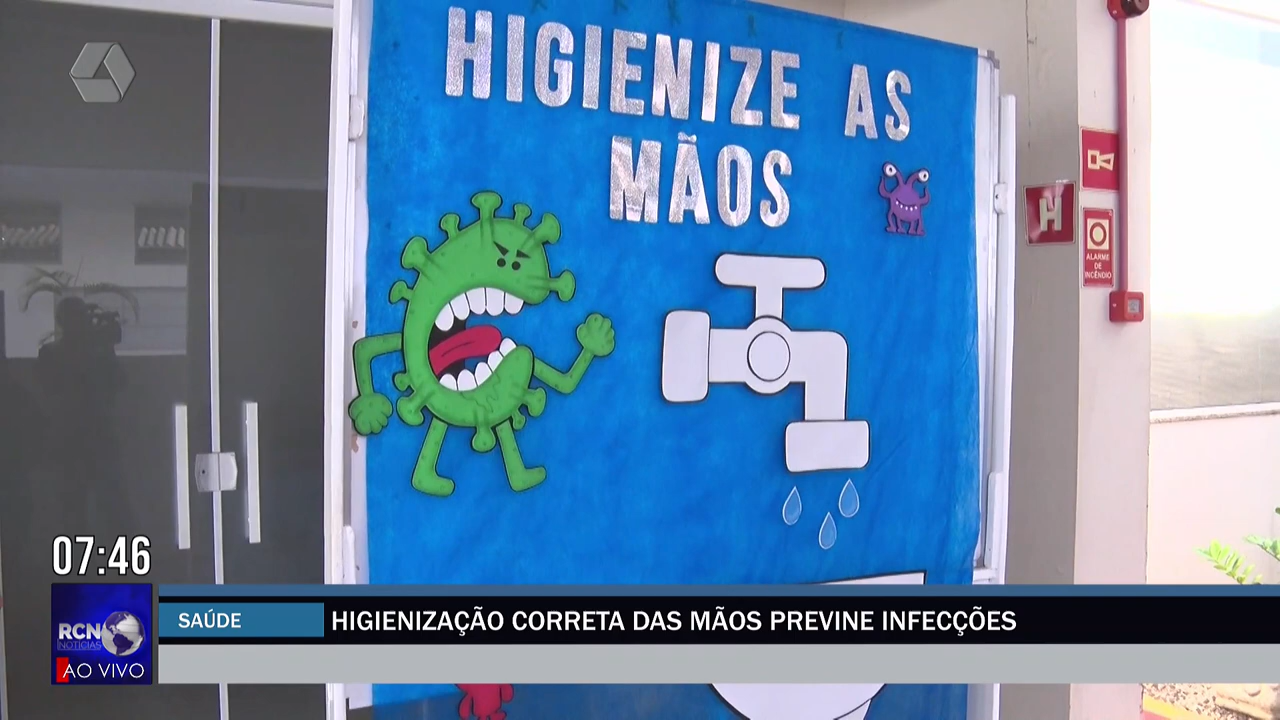 HIGIENIZE AS
MÃOS
H
ALARME
DE
INCÊNDIO
07:46
RCN
NOTÍCIAS
AO VIVO
SAÚDE
HIGIENIZAÇÃO CORRETA DAS MÃOS PREVINE INFECÇÕES